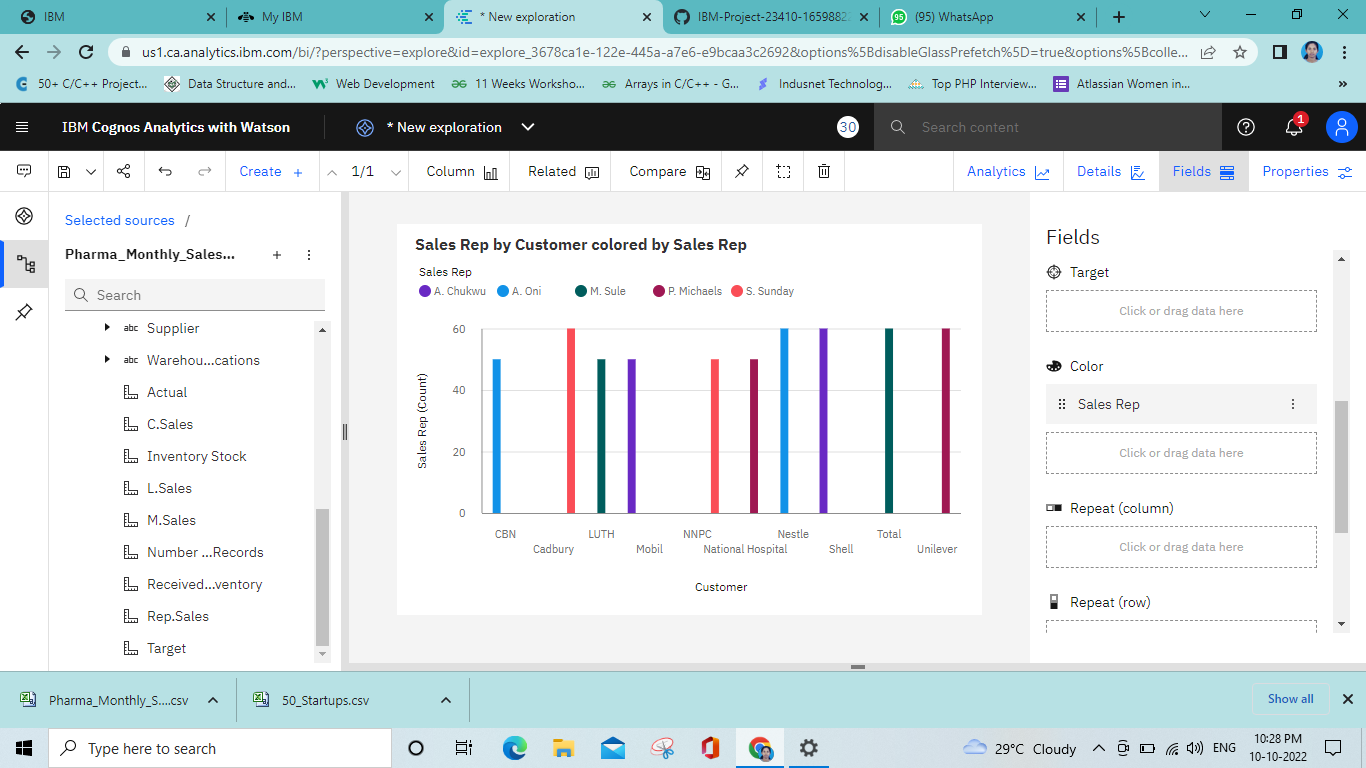 IBM
My IBM
* New exploration
IBM-Project-23410-16598822
(95) WhatsApp
us1.ca.analytics.ibm.com/bi/?perspective=explore&id=explore_3678ca1e-122e-445a-a7e6-e9bcaa3c2692&options%5BdisableGlassPrefetch%5D=true&options%5Bcolle...
50+ C/C++ Project...
Data Structure and...
Web Development
11 Weeks Worksho...
Arrays in C/C++ - G...
Indusnet Technolog...
Top PHP Interview...
Atlassian Women in...
IBM Cognos Analytics with Watson
* New exploration
30
Search content
1
Create +
1/1
Column
Related
Compare
Analytics
Details
Fields
Properties
Selected sources /
Pharma_Monthly_Sales...
Search
abc Supplier
abc Warehou...cations
Actual
C.Sales
Inventory Stock
L.Sales
M.Sales
Number ...Records
Received...ventory
Rep.Sales
Target
Sales Rep by Customer colored by Sales Rep
Sales Rep
A. Chukwu
A. Oni
M. Sule
P. Michaels
S. Sunday
60
40
20
0
Sales Rep (Count)
CBN
Cadbury
LUTH
Mobil
NNPC
National Hospital
Nestle
Shell
Total
Unilever
Customer
Fields
Target
Click or drag data here
Color
Sales Rep
Click or drag data here
Repeat (column)
Click or drag data here
Repeat (row)
Pharma_Monthly_S....csv
50_Startups.csv
Show all
Type here to search
29°C Cloudy
ENG
10:28 PM
10-10-2022